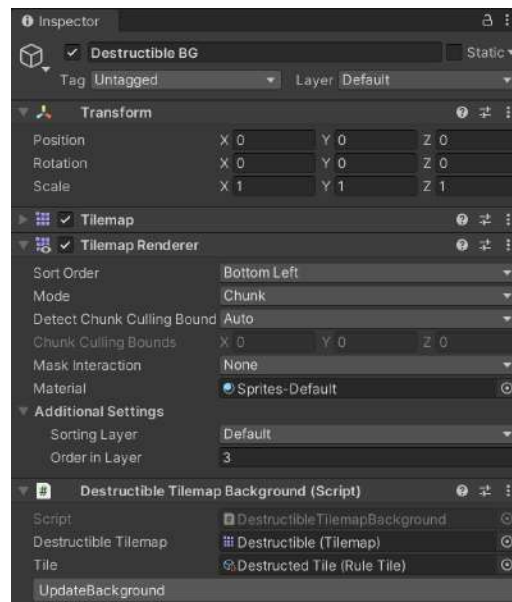 Inspector
Destructible BG Static
Tag Untagged Layer Default
Transform
Position X 0 Y 0 Z 0
Rotation X 0 Y 0 Z 0
Scale X 1 Y 1 Z 1
Tilemap
Tilemap Renderer
Sort Order Bottom Left
Mode Chunk
Detect Chunk Culling Bound Auto
Chunk Culling Bounds X 0 Y 0 Z 0
Mask Interaction None
Material Sprites-Default
Additional Settings
Sorting Layer Default
Order in Layer 3
# Destructible Tilemap Background (Script)
Script DestructibleTilemapBackground
Destructible Tilemap Destructible (Tilemap)
Tile Destructed Tile (Rule Tile)
UpdateBackground